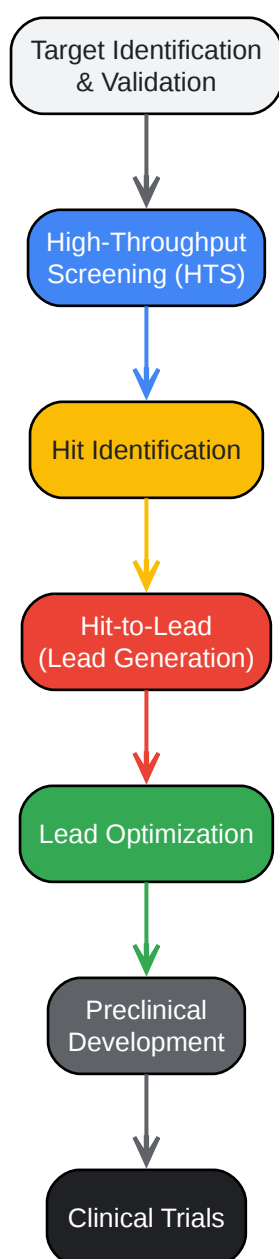 Target Identification
& Validation
High-Throughput
Screening (HTS)
Hit Identification
Hit-to-Lead
(Lead Generation)
Lead Optimization
Preclinical
Development
Clinical Trials